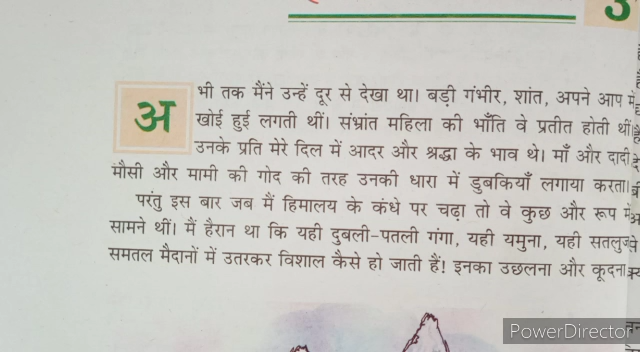 3
अभी तक मैंने उन्हें दूर से देखा था। बड़ी गंभीर, शांत, अपने आप में
खोई हुई लगती थीं। संभ्रांत महिला की भाँति वे प्रतीत होती थीं।
उनके प्रति मेरे दिल में आदर और श्रद्धा के भाव थे। माँ और दादी
मौसी और मामी की गोद की तरह उनकी धारा में डुबकियाँ लगाया करता।
परंतु इस बार जब मैं हिमालय के कंधे पर चढ़ा तो वे कुछ और रूप में
सामने थीं। मैं हैरान था कि यही दुबली-पतली गंगा, यही यमुना, यही सतलुज
समतल मैदानों में उतरकर विशाल कैसे हो जाती हैं! इनका उछलना और कूदना
PowerDirector